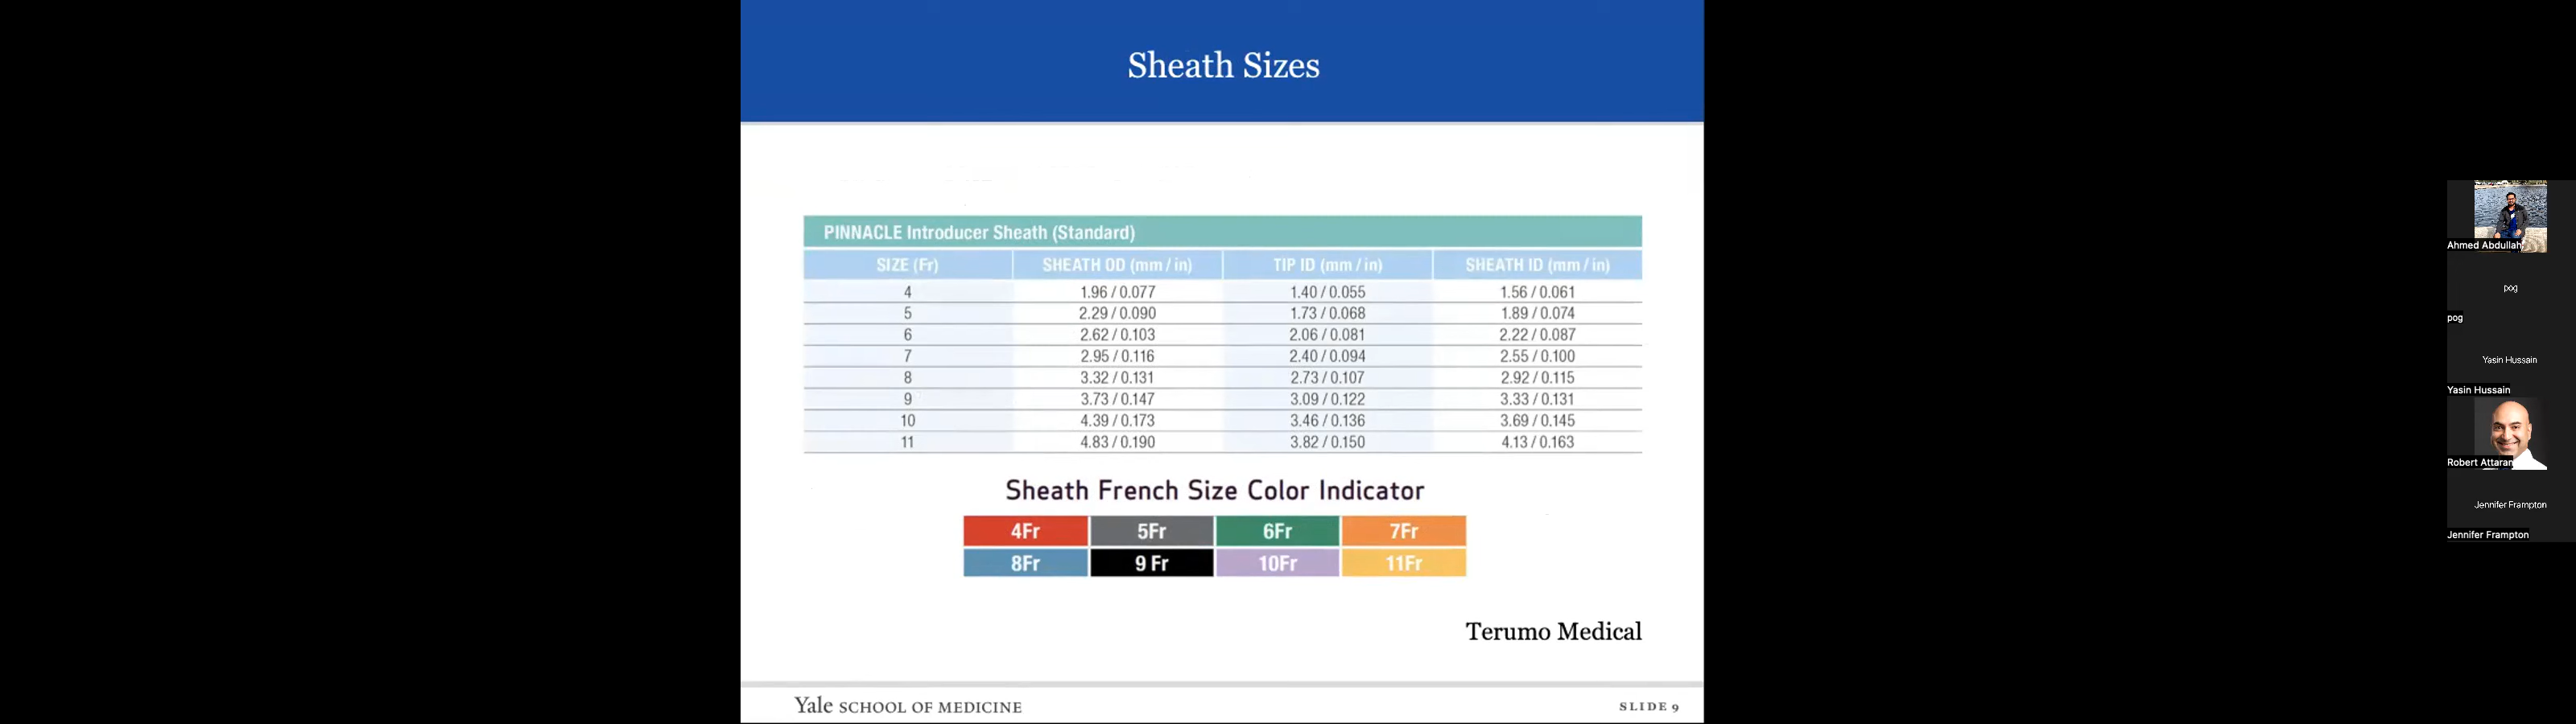 Sheath Sizes
PINNACLE Introducer Sheath (Standard)
SIZE (Fr) SHEATH OD (mm / in) TIP ID (mm / in) SHEATH ID (mm / in)
4 1.96 / 0.077 1.40 / 0.055 1.56 / 0.061
5 2.29 / 0.090 1.73 / 0.068 1.89 / 0.074
6 2.62 / 0.103 2.06 / 0.081 2.22 / 0.087
7 2.95 / 0.116 2.40 / 0.094 2.55 / 0.100
8 3.32 / 0.131 2.73 / 0.107 2.92 / 0.115
9 3.73 / 0.147 3.09 / 0.122 3.33 / 0.131
10 4.39 / 0.173 3.46 / 0.136 3.69 / 0.145
11 4.83 / 0.190 3.82 / 0.150 4.13 / 0.163
Sheath French Size Color Indicator
4Fr 5Fr 6Fr 7Fr
8Fr 9 Fr 10Fr 11Fr
Terumo Medical
Yale SCHOOL OF MEDICINE
SLIDE 9
Ahmed Abdullah
pog
pog
Yasin Hussain
Yasin Hussain
Robert Attaran
Jennifer Frampton
Jennifer Frampton